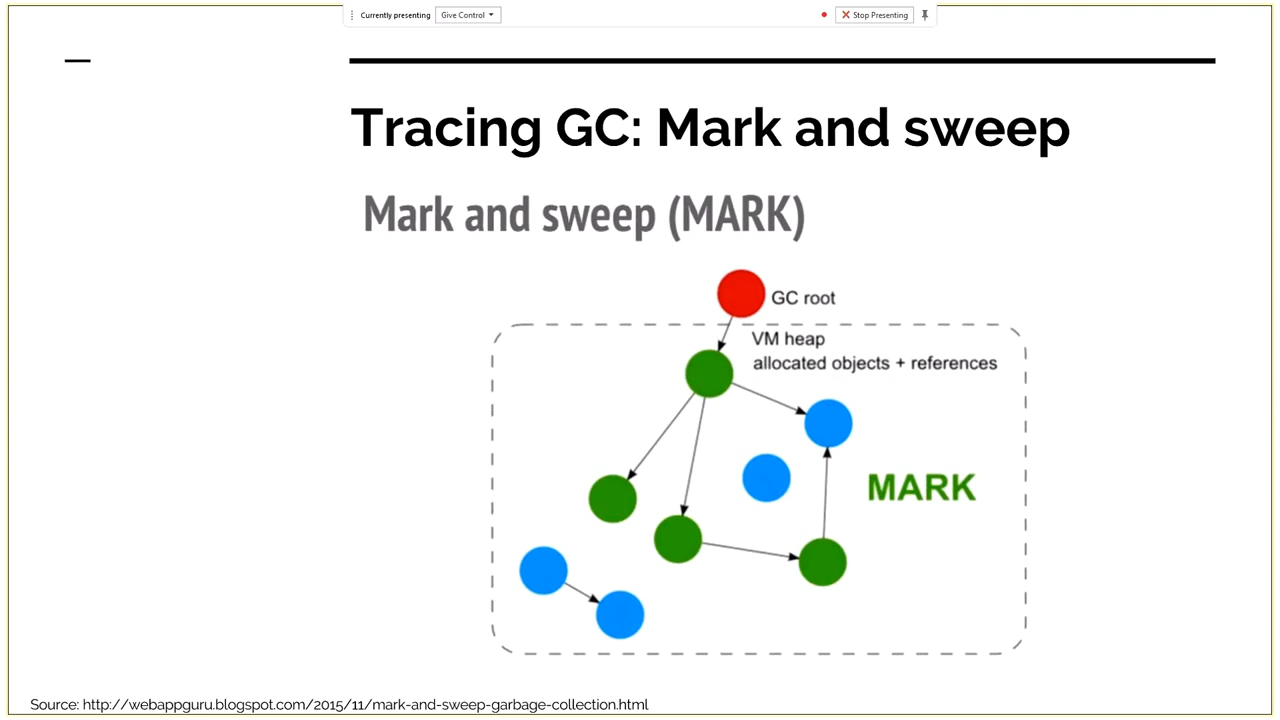 Currently presenting
Give Control
Stop Presenting
Tracing GC: Mark and sweep
Mark and sweep (MARK)
GC root
VM heap
allocated objects + references
MARK
Source: http://webappguru.blogspot.com/2015/11/mark-and-sweep-garbage-collection.html